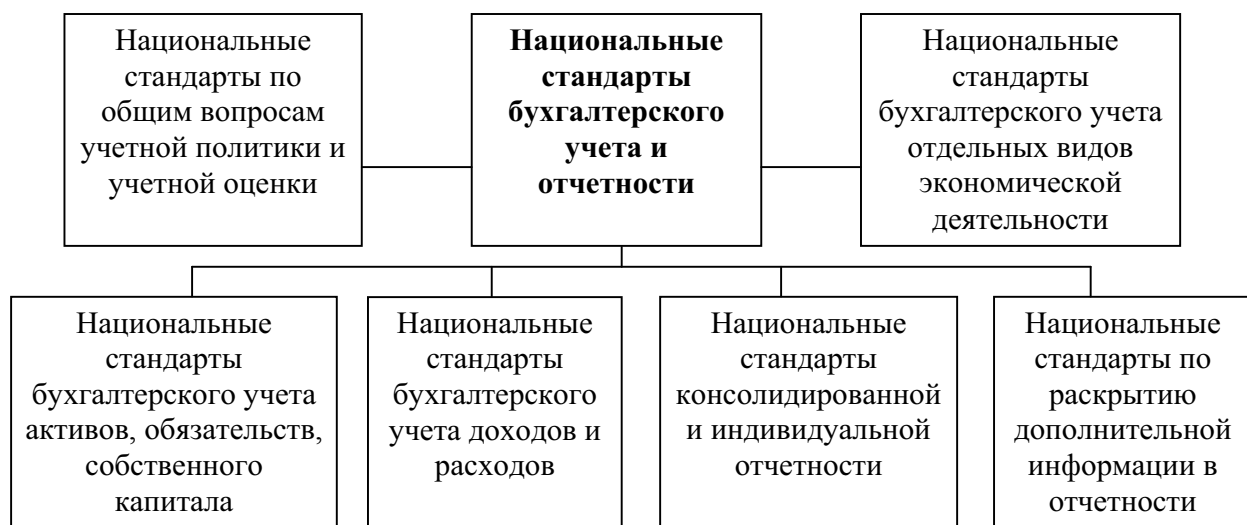 Национальные
стандарты по
общим вопросам
учетной политики и
учетной оценки
Национальные
стандарты
бухгалтерского
учета и
отчетности
Национальные
стандарты
бухгалтерского учета
отдельных видов
экономической
деятельности
Национальные
стандарты
бухгалтерского учета
активов, обязательств,
собственного
капитала
Национальные
стандарты
бухгалтерского
учета доходов и
расходов
Национальные
стандарты
консолидированной
и индивидуальной
отчетности
Национальные
стандарты по
раскрытию
дополнительной
информации в
отчетности